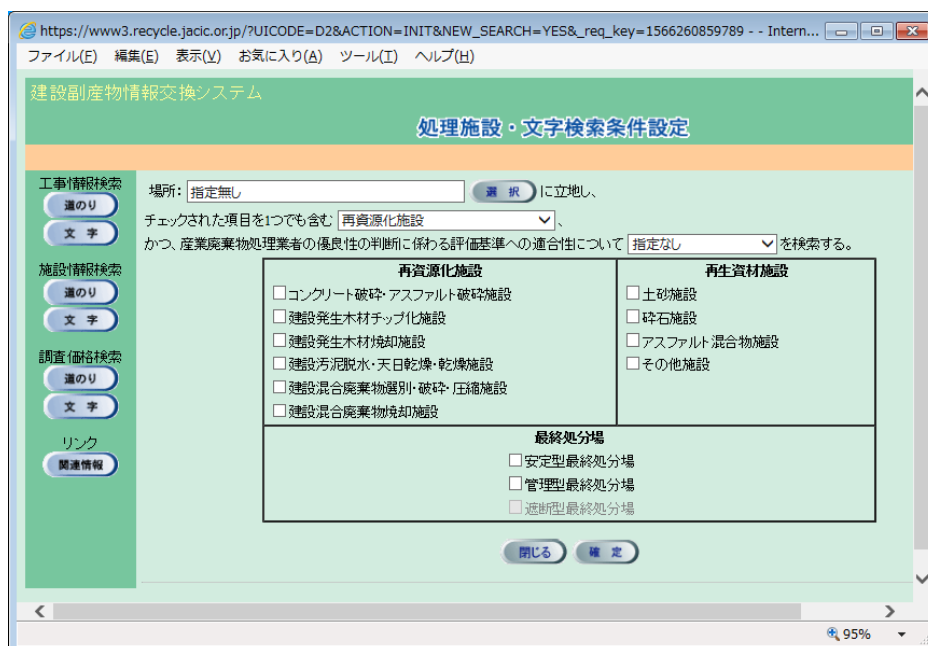 https://www3.recycle.jacic.or.jp/?UICODE=D2&ACTION=INIT&NEW_SEARCH=YES&_req_key=1566260859789 - - Intern...
ファイル(F) 編集(E) 表示(V) お気に入り(A) ツール(T) ヘルプ(H)
建設副産物情報交換システム
処理施設・文字検索条件設定
工事情報検索
道のり
文 字
施設情報検索
道のり
文 字
調査価格検索
道のり
文 字
リンク
関連情報
場所: 指定無し 選 択 に立地し、
チェックされた項目を1つでも含む 再資源化施設 、
かつ、産業廃棄物処理業者の優良性の判断に係わる評価基準への適合性について 指定なし を検索する。
再資源化施設
コンクリート破砕・アスファルト破砕施設
建設発生木材チップ化施設
建設発生木材焼却施設
建設汚泥脱水・天日乾燥・乾燥施設
建設混合廃棄物選別・破砕・圧縮施設
建設混合廃棄物焼却施設
再生資材施設
土砂施設
砕石施設
アスファルト混合物施設
その他施設
最終処分場
安定型最終処分場
管理型最終処分場
遮断型最終処分場
閉じる 確 定
95%